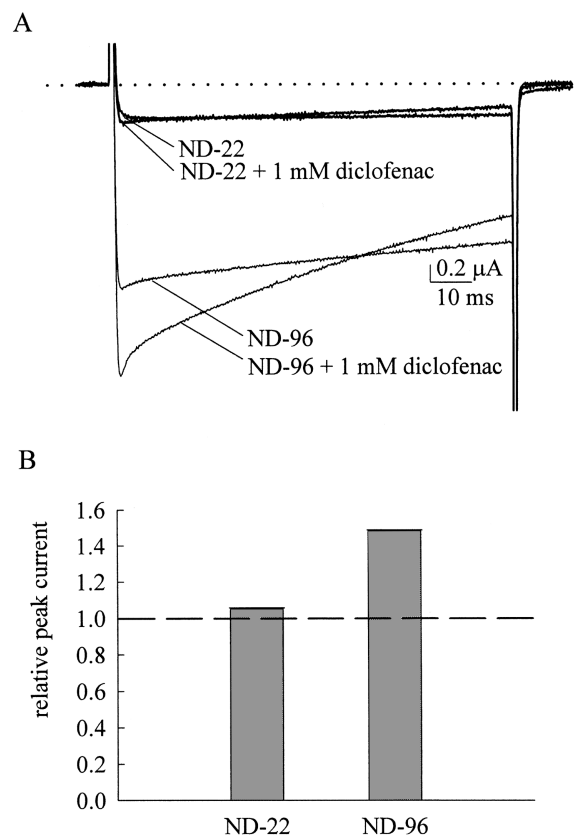 A
ND-22
ND-22 + 1 mM diclofenac
0.2 μA
10 ms
ND-96
ND-96 + 1 mM diclofenac
B
relative peak current
1.6
1.4
1.2
1.0
0.8
0.6
0.4
0.2
0.0
ND-22 ND-96